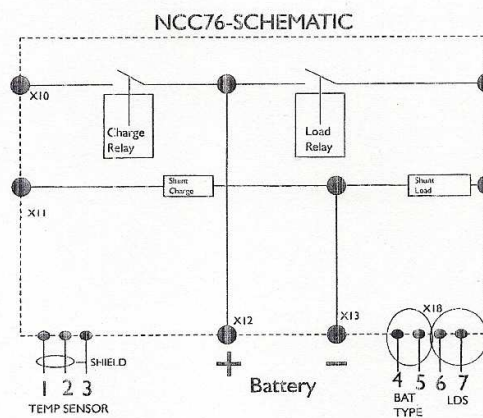 NCC76-SCHEMATIC
X10
Charge
Relay
Load
Relay
Shunt
Charge
Shunt
Load
X11
X12
X13
X18
SHIELD
1 2 3
+
−
4 5 6 7
TEMP SENSOR
Battery
BAT
TYPE
LDS